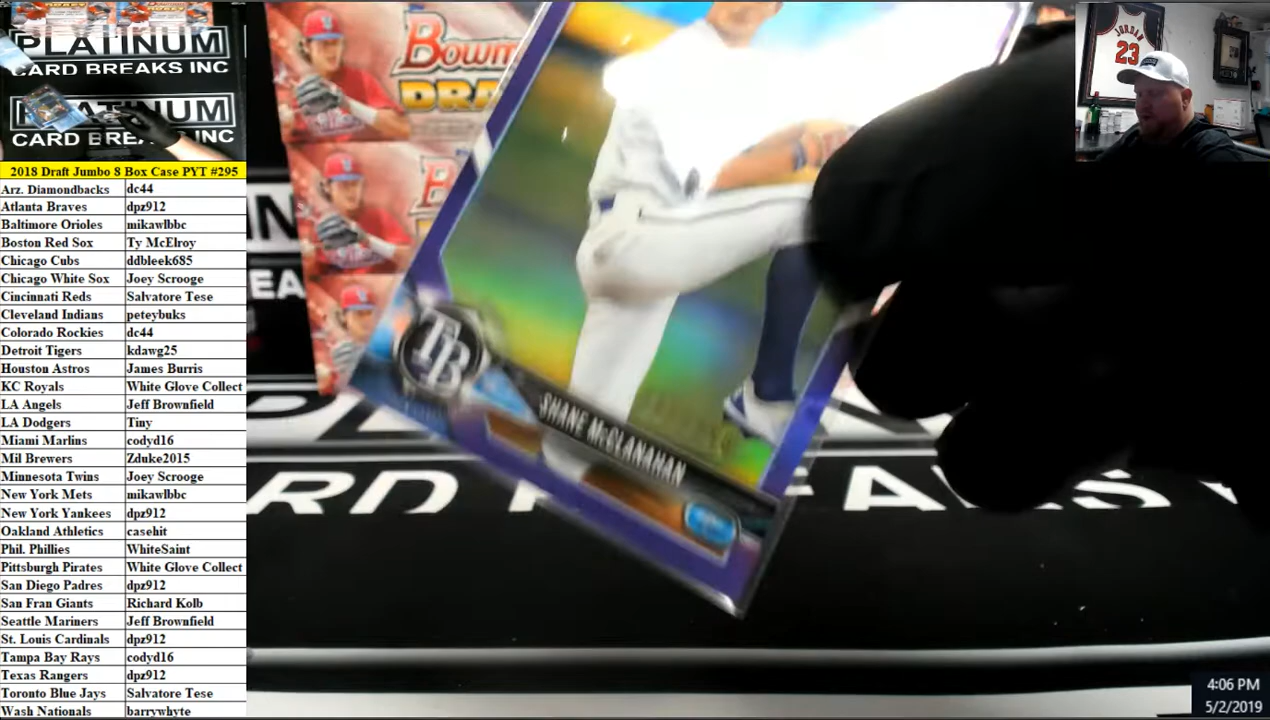 PLATINUM
CARD BREAKS INC
PLATINUM
CARD BREA INC
2018 Draft Jumbo 8 Box Case PYT #295
Arz. Diamondbacks dc44
Atlanta Braves dpz912
Baltimore Orioles mikawlbbc
Boston Red Sox Ty McElroy
Chicago Cubs ddbleek685
Chicago White Sox Joey Scrooge
Cincinnati Reds Salvatore Tese
Cleveland Indians peteybuks
Colorado Rockies dc44
Detroit Tigers kdawg25
Houston Astros James Burris
KC Royals White Glove Collect
LA Angels Jeff Brownfield
LA Dodgers Tiny
Miami Marlins codyd16
Mil Brewers Zduke2015
Minnesota Twins Joey Scrooge
New York Mets mikawlbbc
New York Yankees dpz912
Oakland Athletics casehit
Phil. Phillies WhiteSaint
Pittsburgh Pirates White Glove Collect
San Diego Padres dpz912
San Fran Giants Richard Kolb
Seattle Mariners Jeff Brownfield
St. Louis Cardinals dpz912
Tampa Bay Rays codyd16
Texas Rangers dpz912
Toronto Blue Jays Salvatore Tese
Wash Nationals barrywhyte
Bowm
DRA
B
TB
SHANE McCLANAHAN
JORDAN
23
4:06 PM
5/2/2019